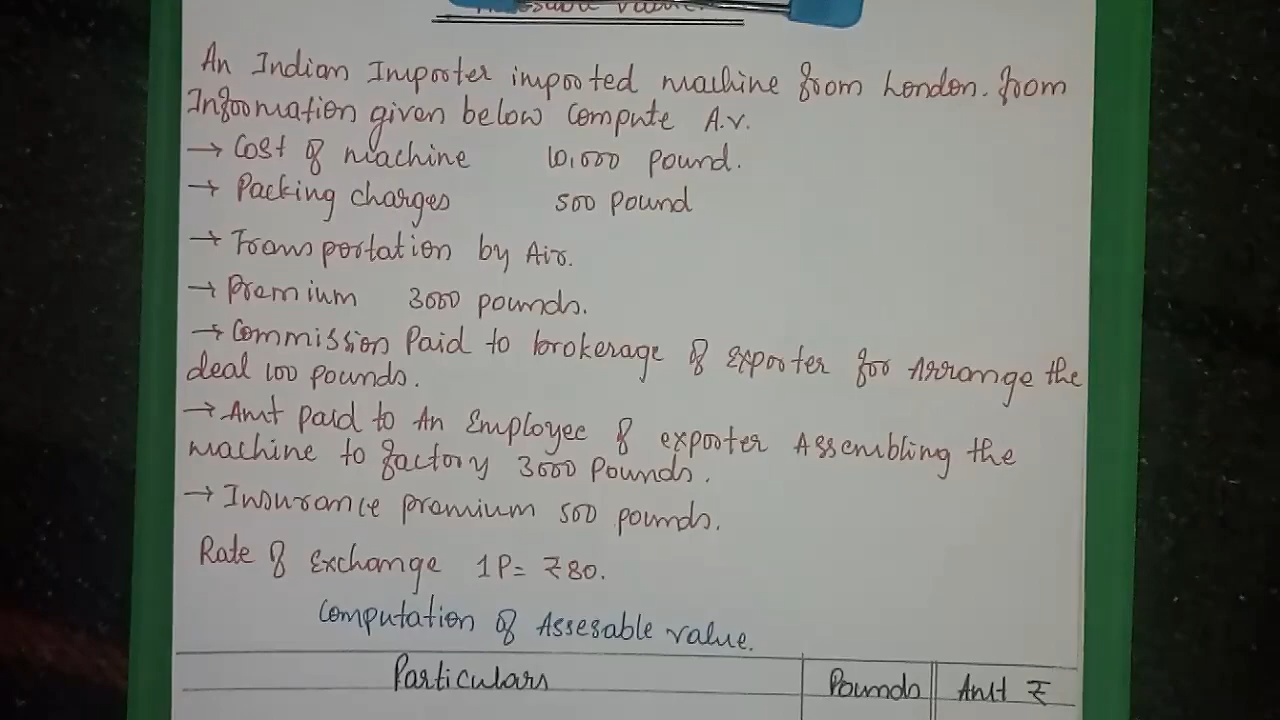 An Indian Importer imported machine from London. from
Information given below compute A.V.
→ Cost of machine 10,000 pound.
→ Packing charges 500 pound
→ Transportation by Air.
→ Premium 3000 pounds.
→ Commission Paid to brokerage of Exporter for Arrange the
deal 100 pounds.
→ Amt paid to An Employee of exporter Assembling the
machine to factory 3000 Pounds.
→ Insurance premium 500 pounds.
Rate of Exchange 1P= ₹80.
Computation of Assesable value.
Particulars Pounds Amt ₹